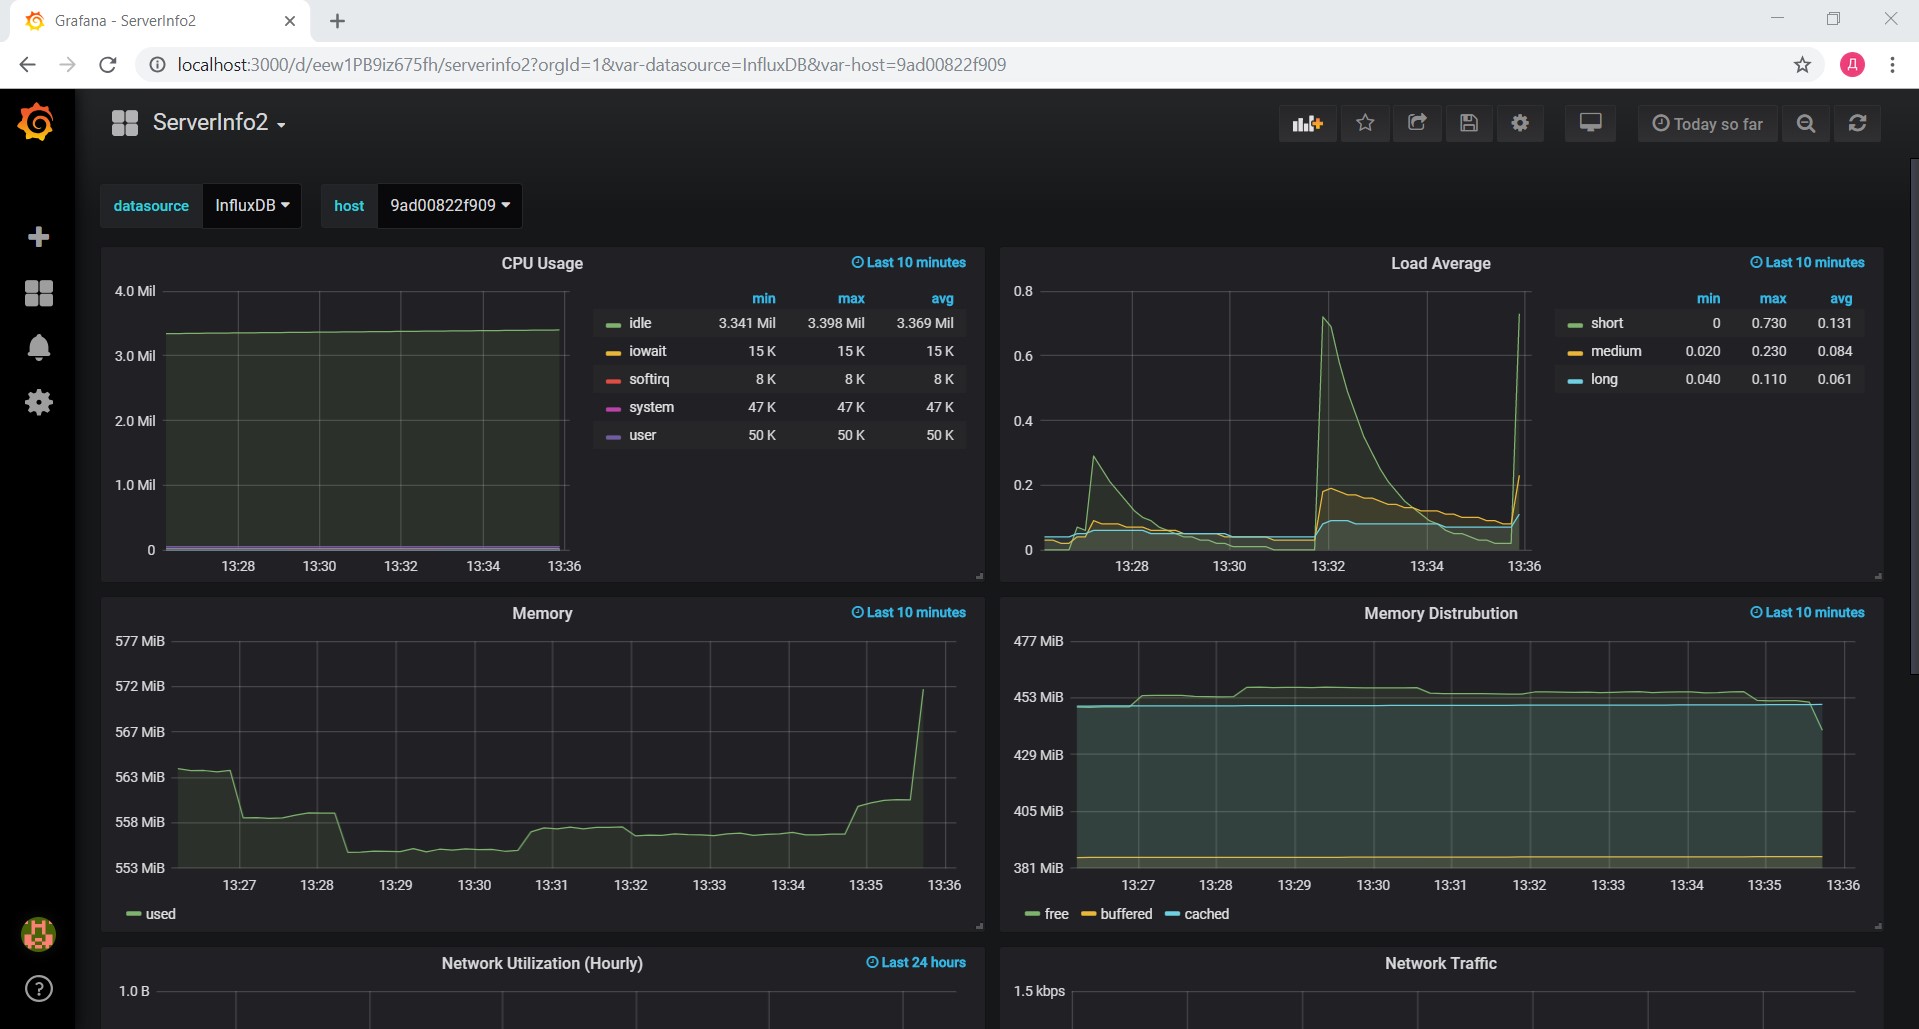 Grafana - ServerInfo2
localhost:3000/d/eew1PB9iz675fh/serverinfo2?orgId=1&var-datasource=InfluxDB&var-host=9ad00822f909
Д
ServerInfo2
Today so far
datasource InfluxDB host 9ad00822f909
CPU Usage
Last 10 minutes
4.0 Mil
3.0 Mil
2.0 Mil
1.0 Mil
0
13:28 13:30 13:32 13:34 13:36
min max avg
idle 3.341 Mil 3.398 Mil 3.369 Mil
iowait 15 K 15 K 15 K
softirq 8 K 8 K 8 K
system 47 K 47 K 47 K
user 50 K 50 K 50 K
Load Average
Last 10 minutes
0.8
0.6
0.4
0.2
0
13:28 13:30 13:32 13:34 13:36
min max avg
short 0 0.730 0.131
medium 0.020 0.230 0.084
long 0.040 0.110 0.061
Memory
Last 10 minutes
577 MiB
572 MiB
567 MiB
563 MiB
558 MiB
553 MiB
13:27 13:28 13:29 13:30 13:31 13:32 13:33 13:34 13:35 13:36
used
Memory Distrubution
Last 10 minutes
477 MiB
453 MiB
429 MiB
405 MiB
381 MiB
13:27 13:28 13:29 13:30 13:31 13:32 13:33 13:34 13:35 13:36
free buffered cached
Network Utilization (Hourly)
Last 24 hours
1.0 B
Network Traffic
1.5 kbps